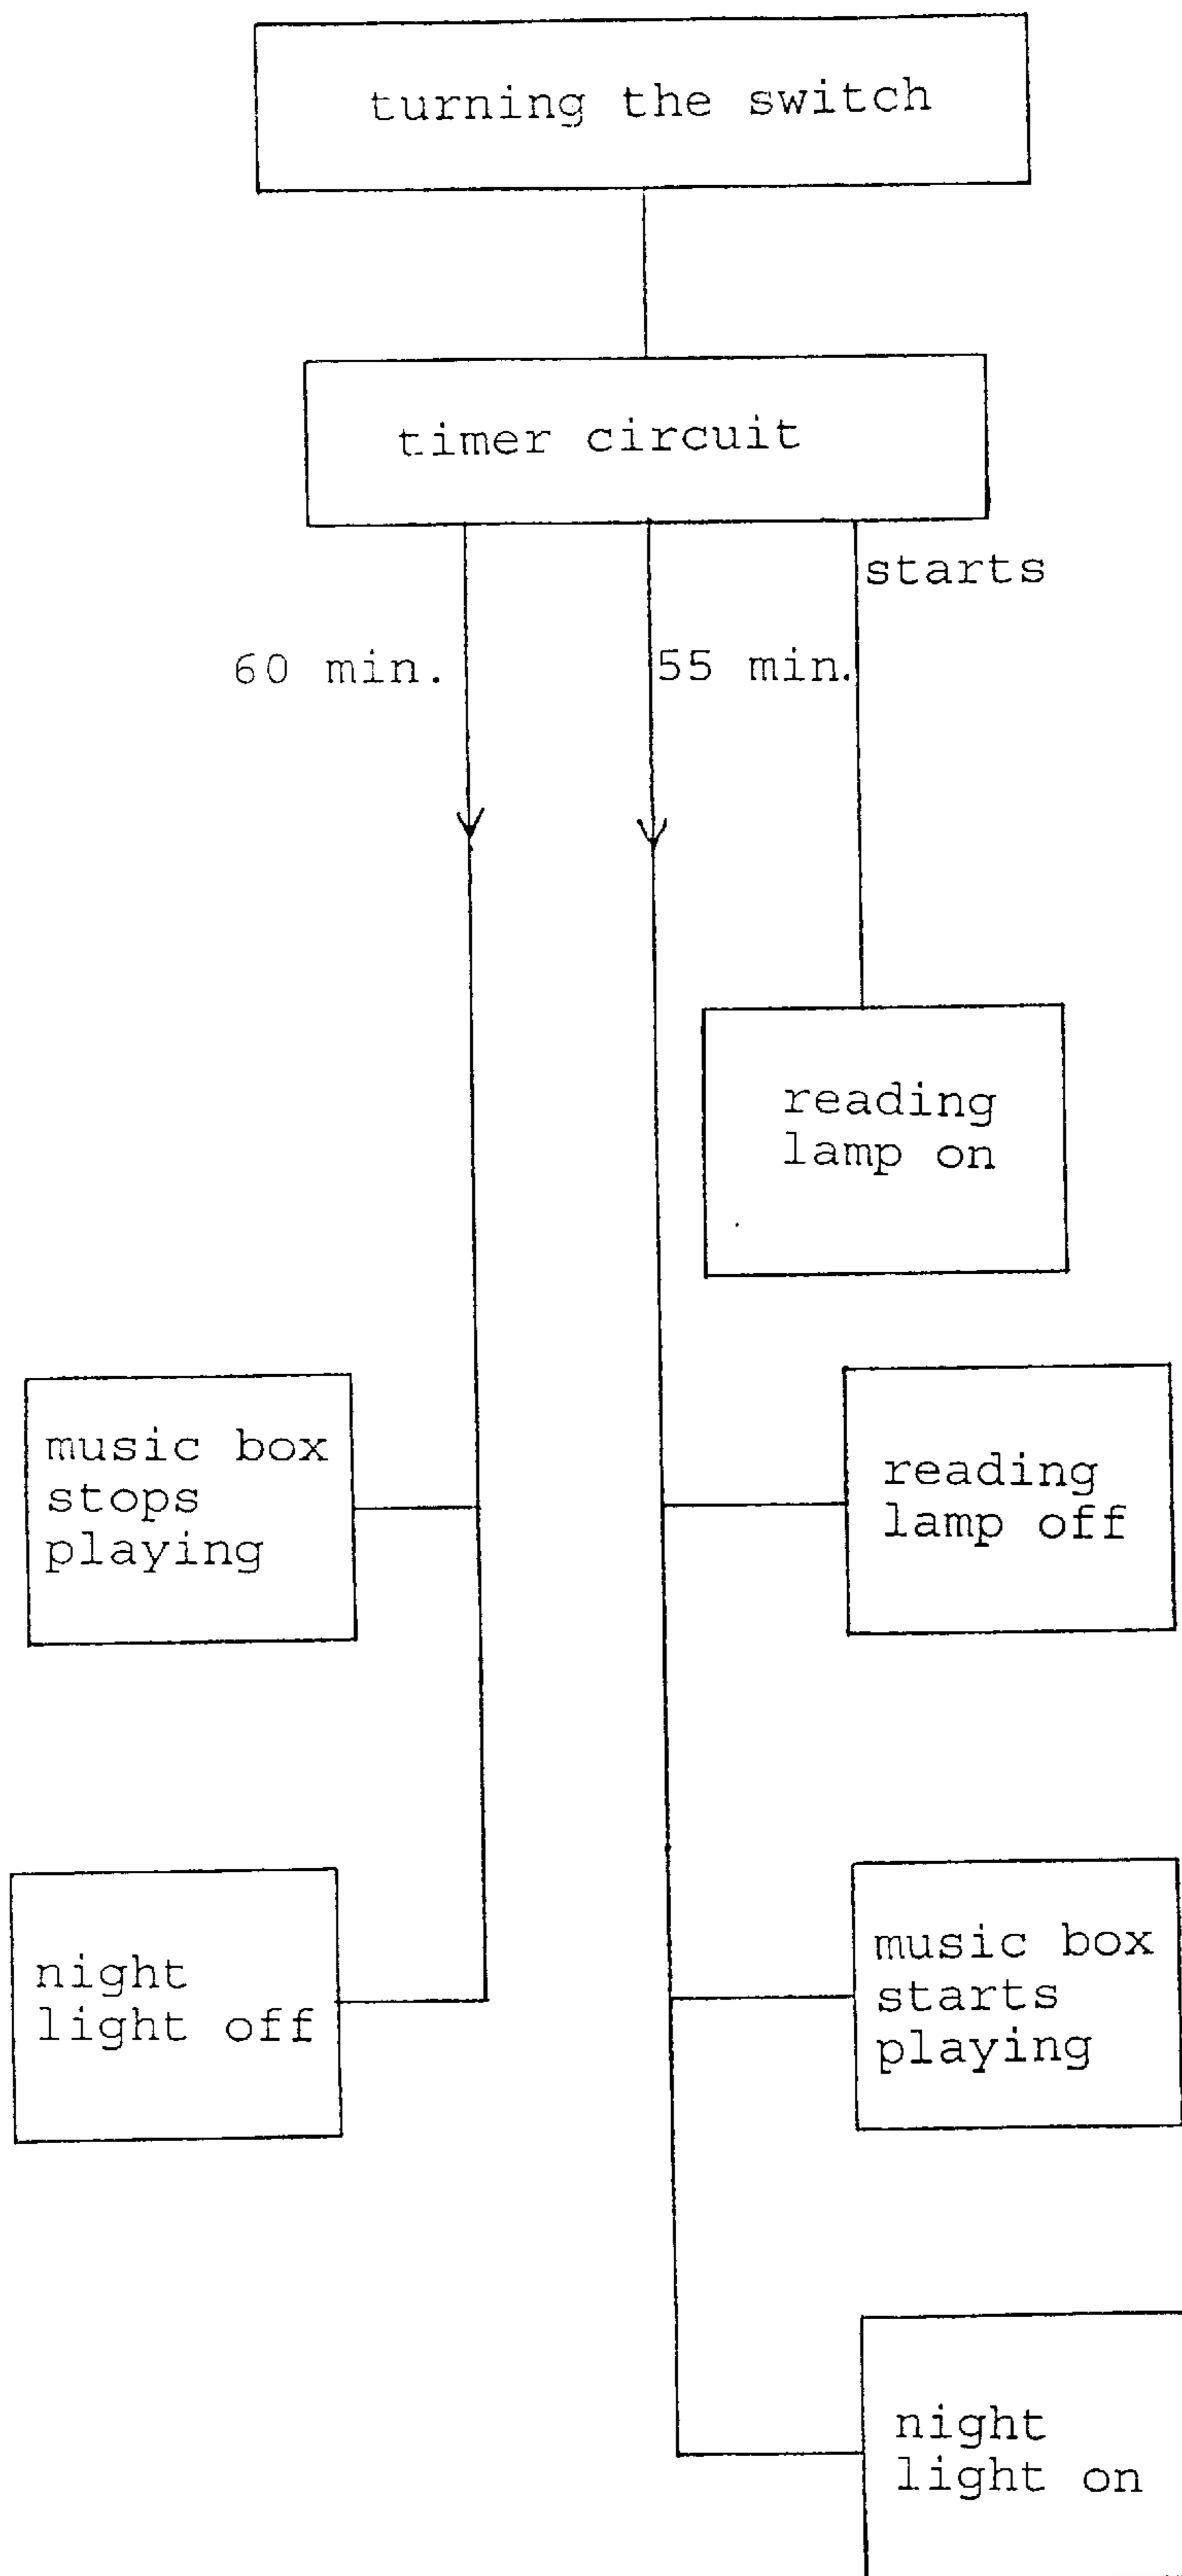 turning the switch
timer circuit
starts
60 min.
55 min.
reading
lamp on
music box
stops
playing
reading
lamp off
night
light off
music box
starts
playing
night
light on